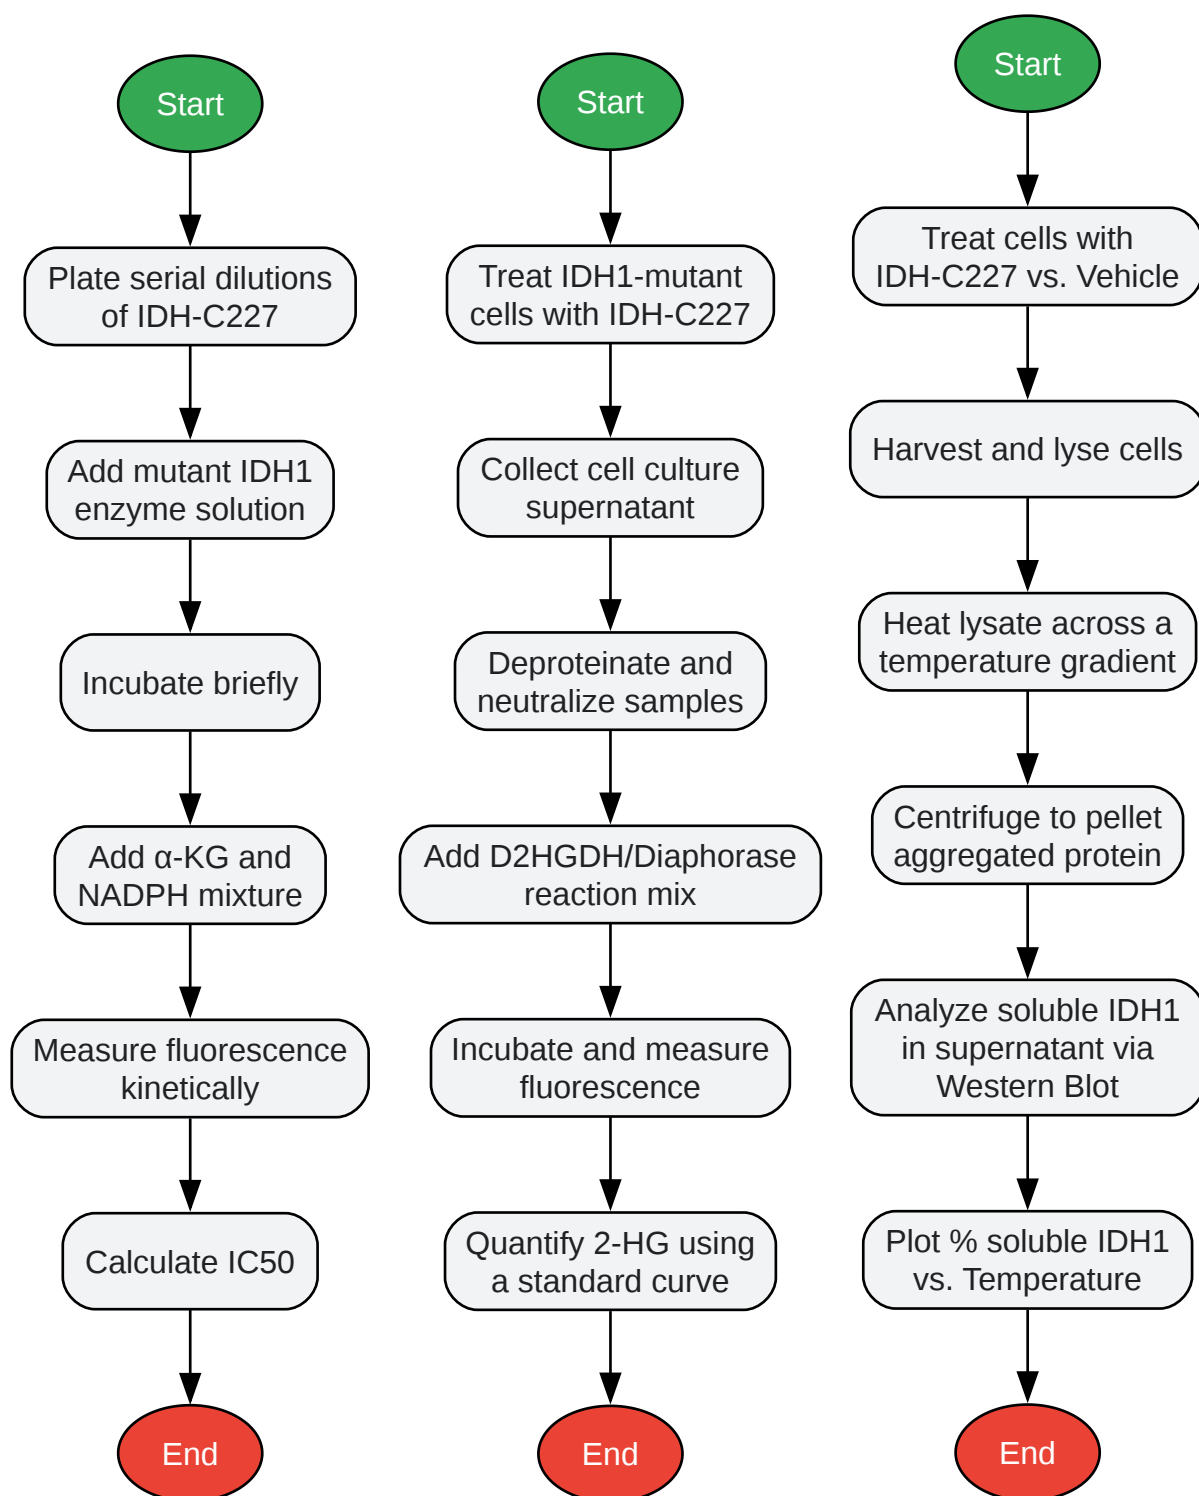 Start
Plate serial dilutions
of IDH-C227
Add mutant IDH1
enzyme solution
Incubate briefly
Add α-KG and
NADPH mixture
Measure fluorescence
kinetically
Calculate IC50
End
Start
Treat IDH1-mutant
cells with IDH-C227
Collect cell culture
supernatant
Deproteinate and
neutralize samples
Add D2HGDH/Diaphorase
reaction mix
Incubate and measure
fluorescence
Quantify 2-HG using
a standard curve
End
Start
Treat cells with
IDH-C227 vs. Vehicle
Harvest and lyse cells
Heat lysate across a
temperature gradient
Centrifuge to pellet
aggregated protein
Analyze soluble IDH1
in supernatant via
Western Blot
Plot % soluble IDH1
vs. Temperature
End